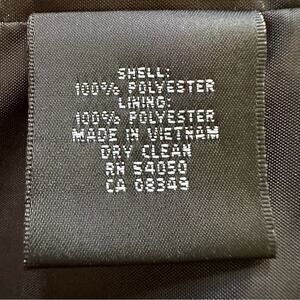 SHELL:
100% POLYESTER
LINING:
100% POLYESTER
MADE IN VIETNAM
DRY CLEAN
RN 54050
CA 08349